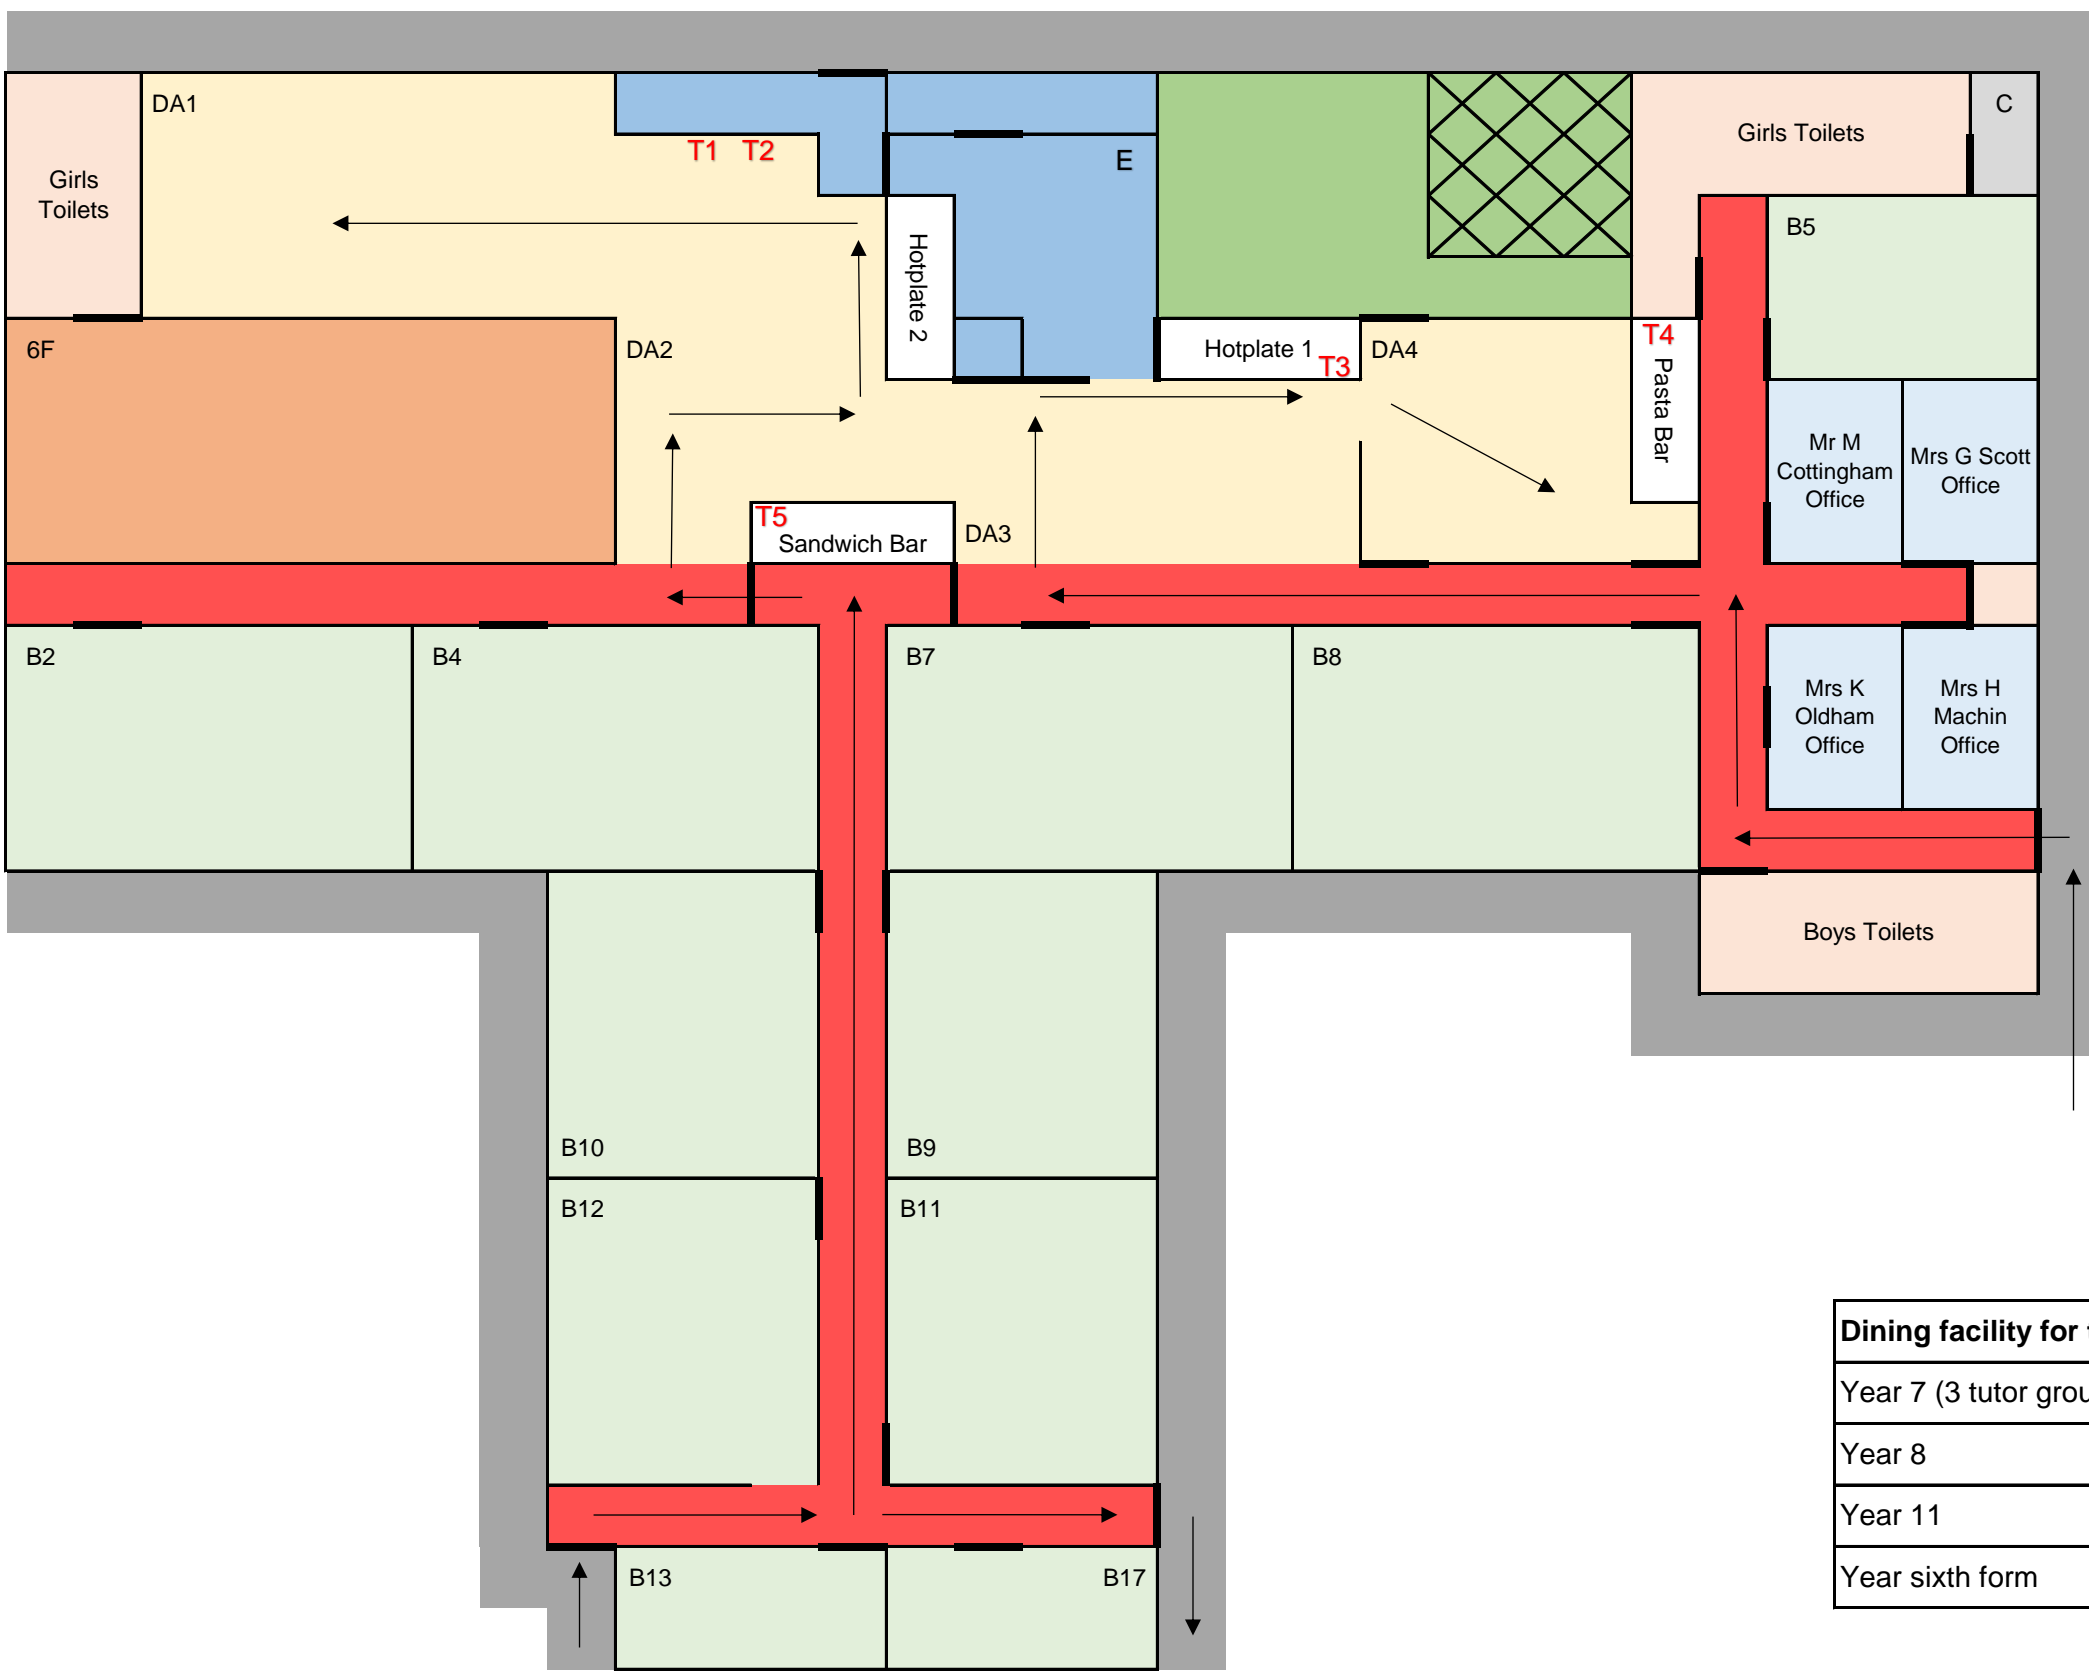 DA1
C
Girls Toilets
T1 T2
E
Girls
Toilets
B5
Hotplate 2
6F
DA2
Hotplate 1
T3
DA4
T4
Pasta Bar
Mr M
Cottingham
Office
Mrs G Scott
Office
T5
Sandwich Bar
DA3
B2
B4
B7
B8
Mrs K
Oldham
Office
Mrs H
Machin
Office
Boys Toilets
B10
B9
B12
B11
B13
B17
Dining facility for
Year 7 (3 tutor
Year 8
Year 11
Year sixth form